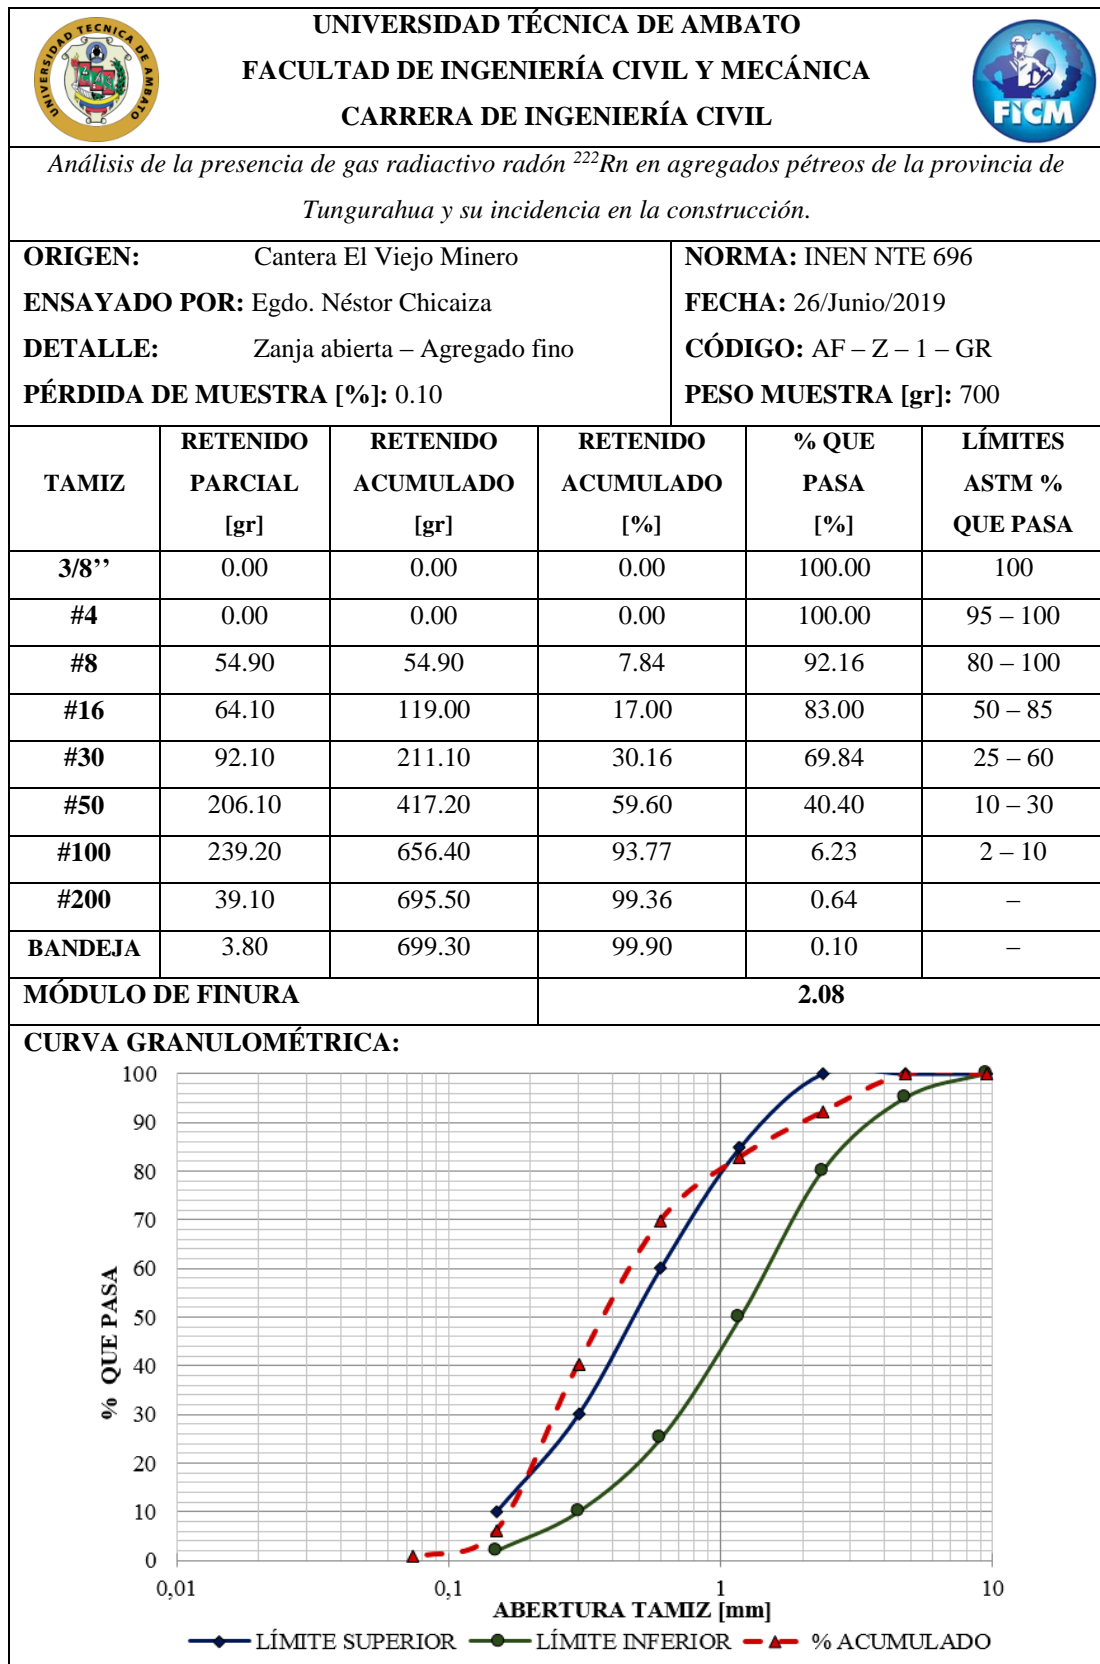 UNIVERSIDAD TECNICA DE AMBATO
UNIVERSIDAD TÉCNICA DE AMBATO
FACULTAD DE INGENIERÍA CIVIL Y MECÁNICA
CARRERA DE INGENIERÍA CIVIL
FICM
Análisis de la presencia de gas radiactivo radón ²²²Rn en agregados pétreos de la provincia de
Tungurahua y su incidencia en la construcción.
ORIGEN: Cantera El Viejo Minero
NORMA: INEN NTE 696
ENSAYADO POR: Egdo. Néstor Chicaiza
FECHA: 26/Junio/2019
DETALLE: Zanja abierta – Agregado fino
CÓDIGO: AF – Z – 1 – GR
PÉRDIDA DE MUESTRA [%]: 0.10
PESO MUESTRA [gr]: 700
TAMIZ RETENIDO PARCIAL [gr] RETENIDO ACUMULADO [gr] RETENIDO ACUMULADO [%] % QUE PASA [%] LÍMITES ASTM % QUE PASA
3/8’’ 0.00 0.00 0.00 100.00 100
#4 0.00 0.00 0.00 100.00 95 – 100
#8 54.90 54.90 7.84 92.16 80 – 100
#16 64.10 119.00 17.00 83.00 50 – 85
#30 92.10 211.10 30.16 69.84 25 – 60
#50 206.10 417.20 59.60 40.40 10 – 30
#100 239.20 656.40 93.77 6.23 2 – 10
#200 39.10 695.50 99.36 0.64 –
BANDEJA 3.80 699.30 99.90 0.10 –
MÓDULO DE FINURA 2.08
CURVA GRANULOMÉTRICA:
100
90
80
70
60
50
40
30
20
10
0
% QUE PASA
0,01 0,1 1 10
ABERTURA TAMIZ [mm]
LÍMITE SUPERIOR LÍMITE INFERIOR % ACUMULADO